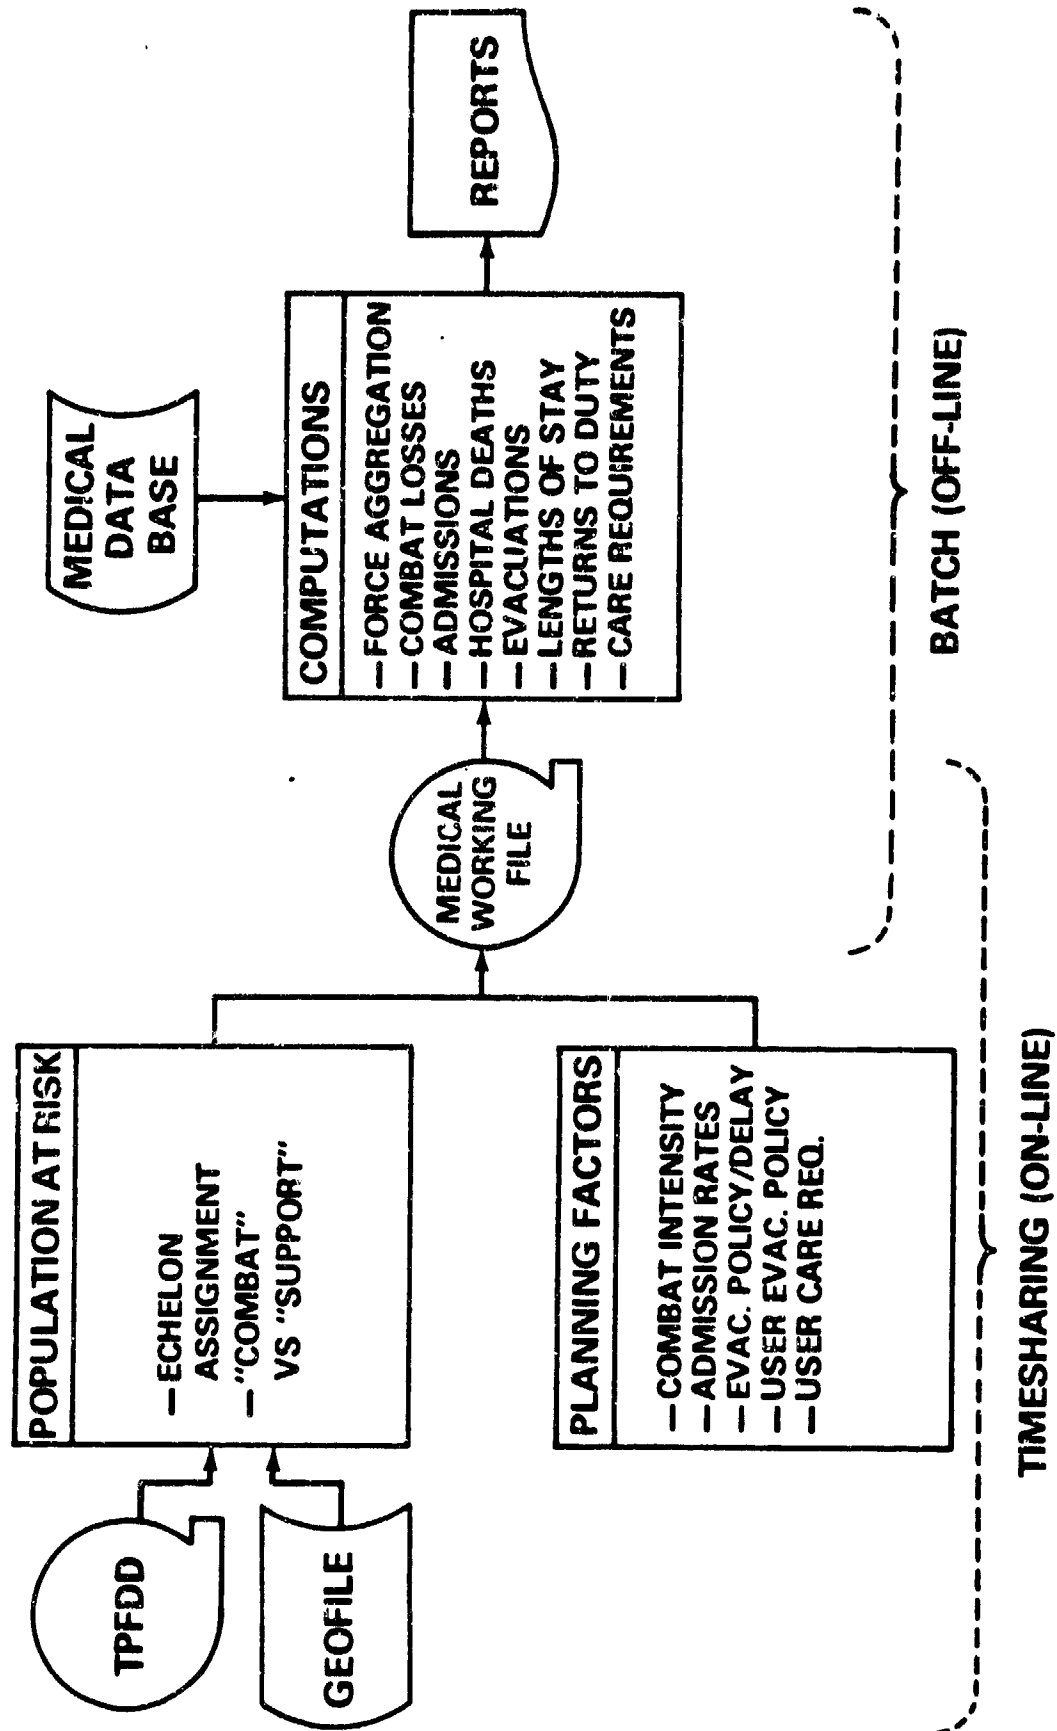 TPFDD
GEOFILE
POPULATION AT RISK
— ECHELON
ASSIGNMENT
— "COMBAT"
VS "SUPPORT"
PLANNING FACTORS
— COMBAT INTENSITY
— ADMISSION RATES
— EVAC. POLICY/DELAY
— USER EVAC. POLICY
— USER CARE REQ.
MEDICAL
WORKING
FILE
MEDICAL
DATA
BASE
COMPUTATIONS
— FORCE AGGREGATION
— COMBAT LOSSES
— ADMISSIONS
— HOSPITAL DEATHS
— EVACUATIONS
— LENGTHS OF STAY
— RETURNS TO DUTY
— CARE REQUIREMENTS
REPORTS
TIMESHARING (ON-LINE)
BATCH (OFF-LINE)